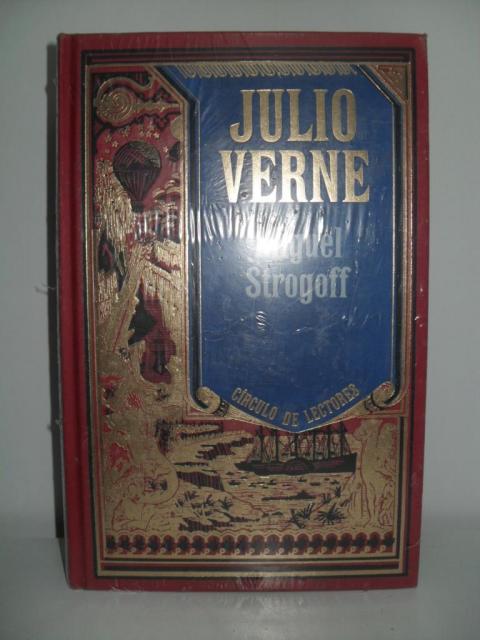 JULIO
VERNE
Miguel
Strogoff
CÍRCULO DE LECTORES